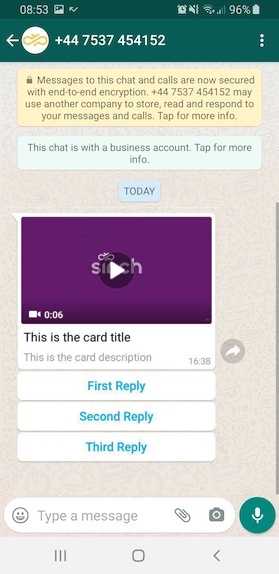 08:53 96%
+44 7537 454152
Messages to this chat and calls are now secured
with end-to-end encryption. +44 7537 454152 may
use another company to store, read and respond to
your messages and calls. Tap for more info.
This chat is with a business account. Tap for more
info.
TODAY
sinch
0:06
This is the card title
This is the card description 16:38
First Reply
Second Reply
Third Reply
Type a message